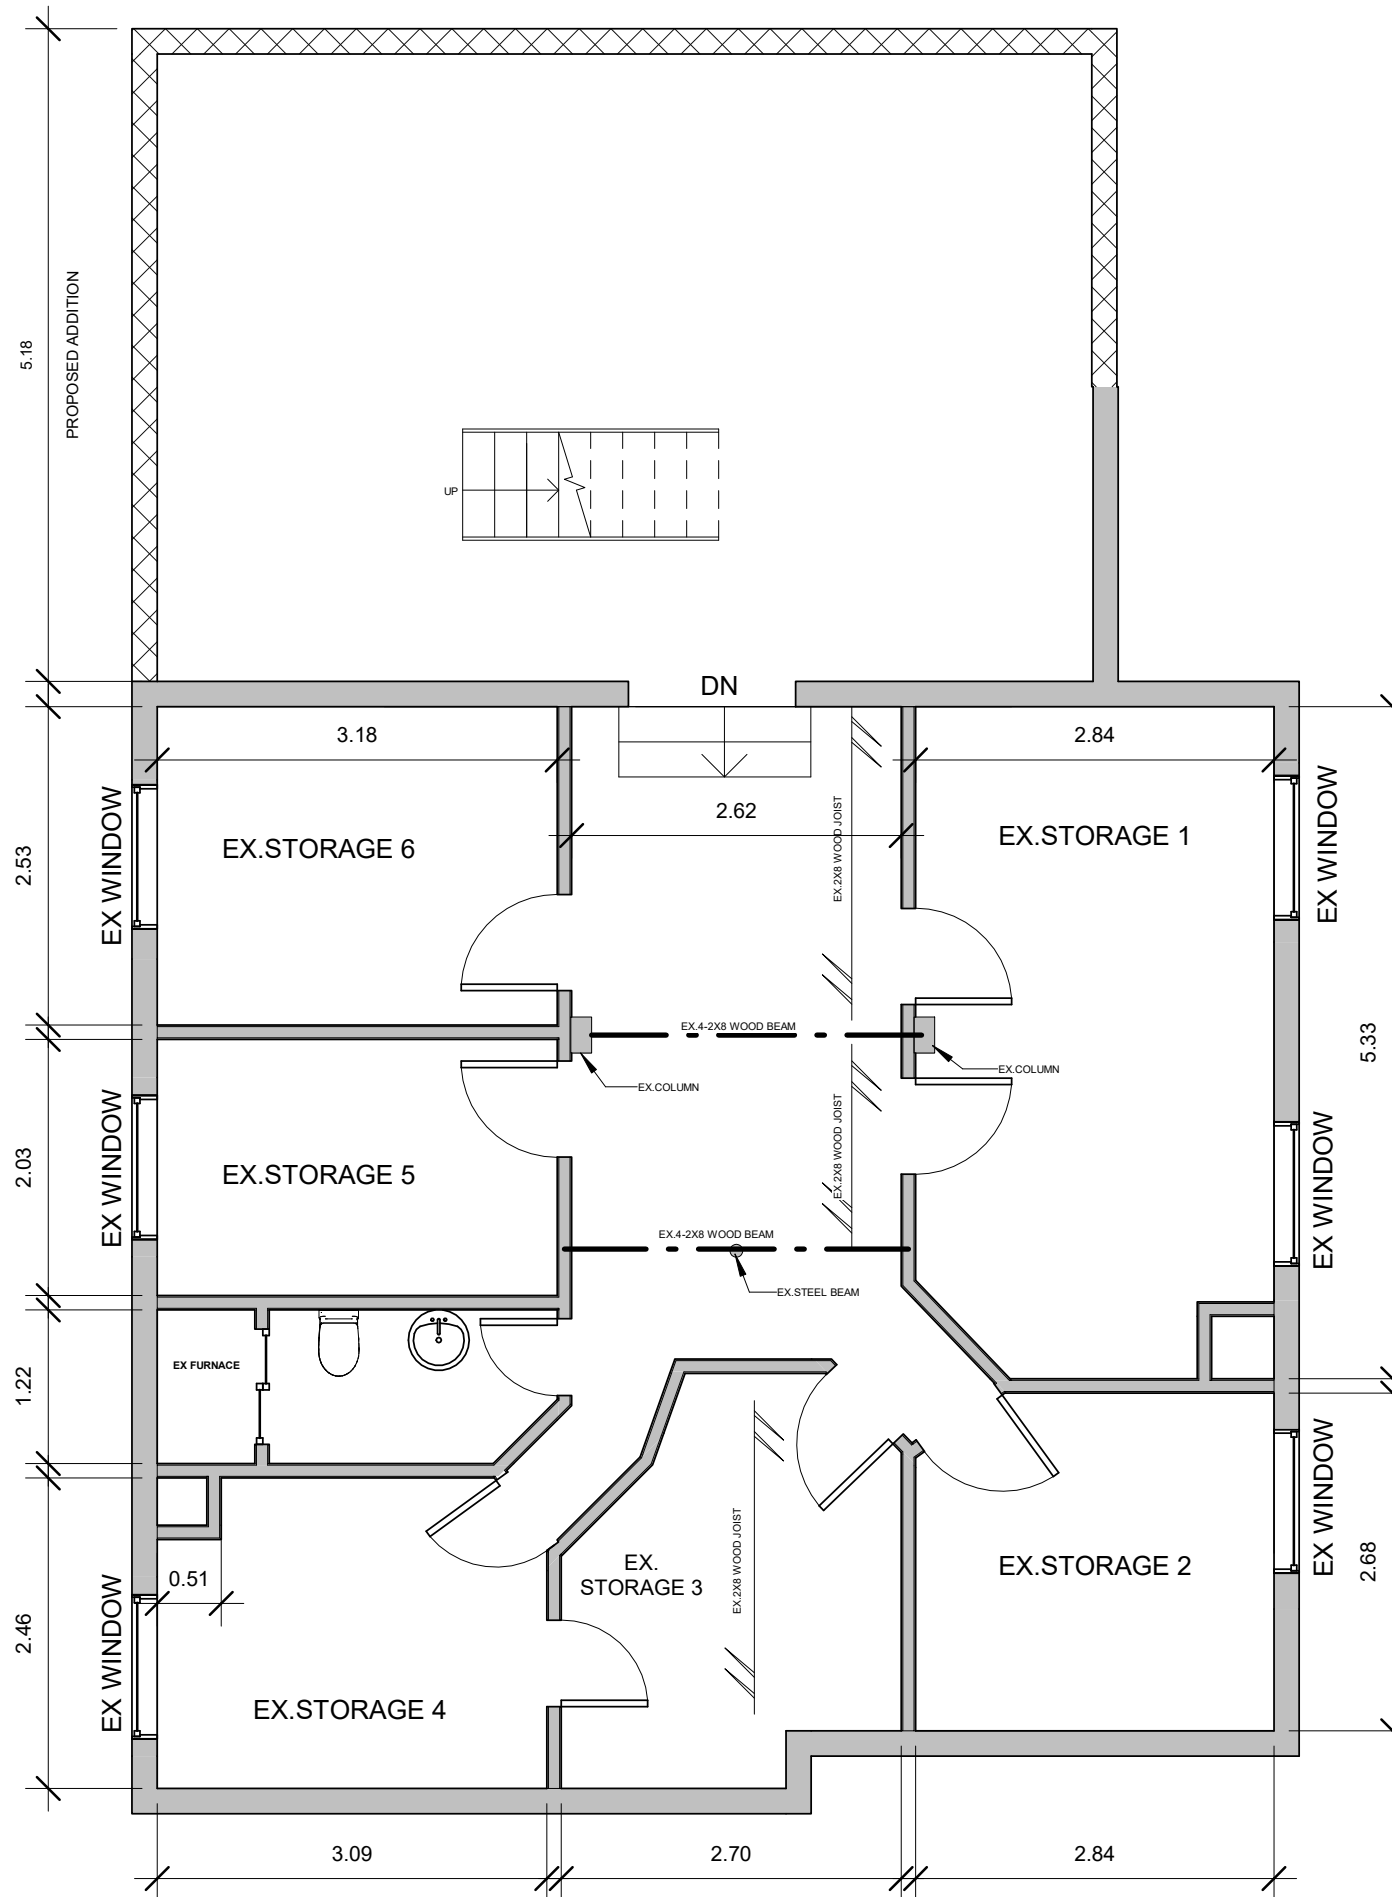 5.18
PROPOSED ADDITION
UP
DN
3.18
2.84
2.62
EX WINDOW
2.53
EX.STORAGE 6
EX.2X8 WOOD JOIST
EX.STORAGE 1
EX WINDOW
EX.4-2X8 WOOD BEAM
EX.COLUMN
EX.COLUMN
5.33
EX WINDOW
2.03
EX.STORAGE 5
EX.2X8 WOOD JOIST
EX WINDOW
EX.4-2X8 WOOD BEAM
EX.STEEL BEAM
1.22
EX FURNACE
EX WINDOW
0.51
EX.
STORAGE 3
EX.2X8 WOOD JOIST
EX.STORAGE 2
2.68
2.46
EX WINDOW
EX.STORAGE 4
3.09
2.70
2.84